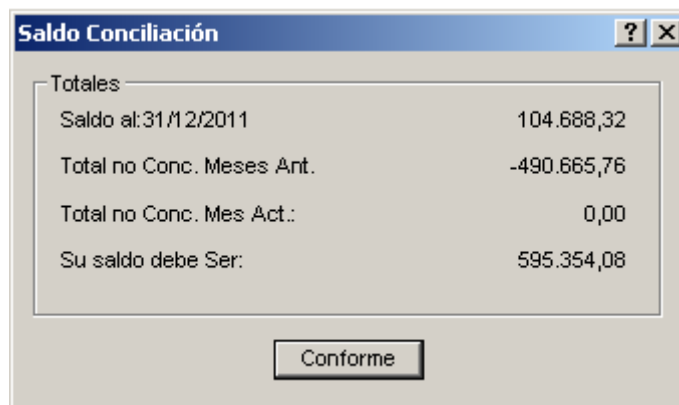 Saldo Conciliación
Totales
Saldo al:31/12/2011 104.688,32
Total no Conc. Meses Ant. -490.665,76
Total no Conc. Mes Act.: 0,00
Su saldo debe Ser: 595.354,08
Conforme